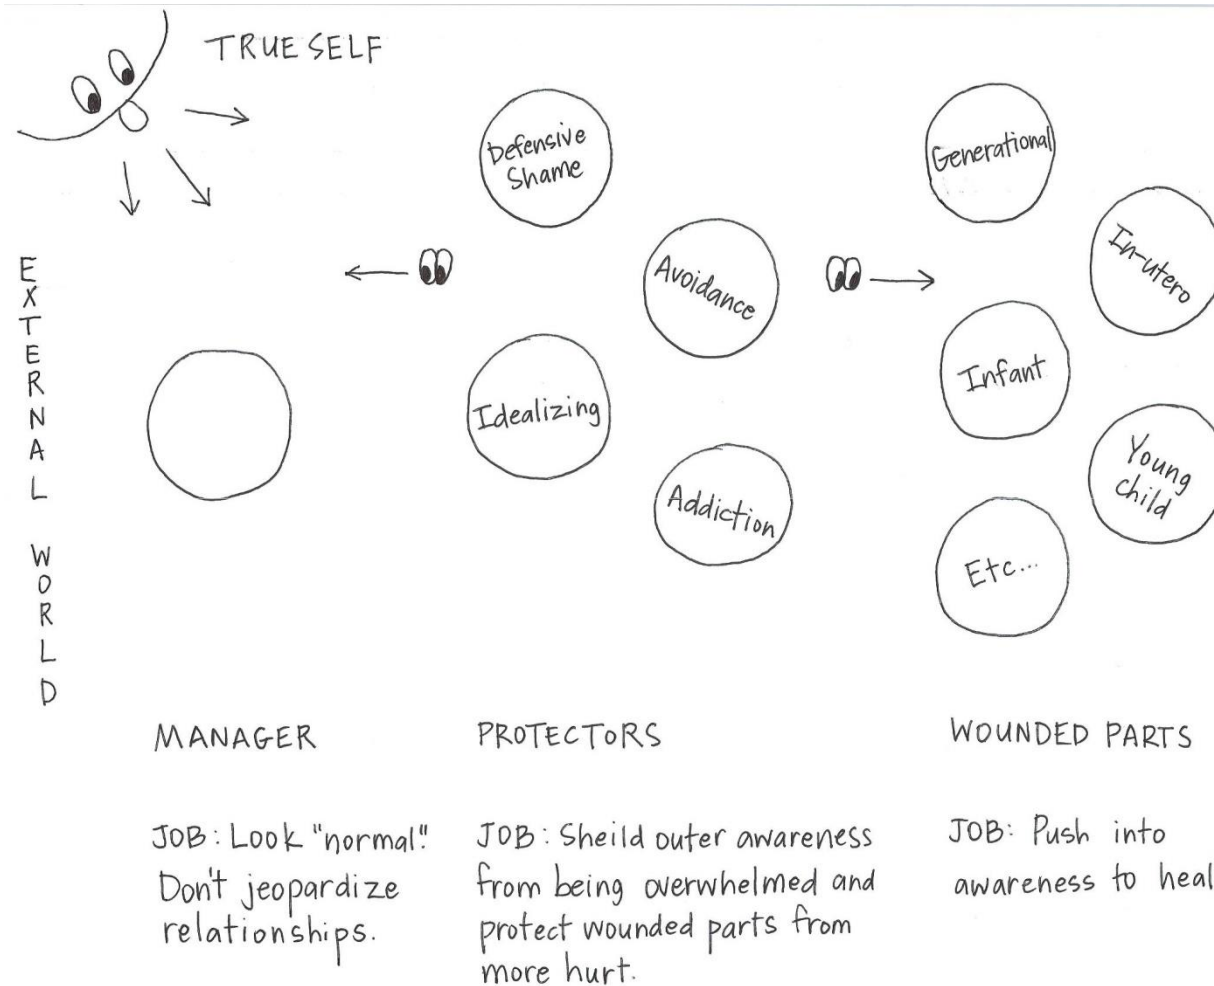 TRUE SELF
Defensive
Shame
Avoidance
Idealizing
Addiction
Generational
In-utero
Infant
Young
child
Etc...
EXTERNAL WORLD
MANAGER
JOB: Look "normal".
Don't jeopardize
relationships.
PROTECTORS
JOB: Sheild outer awareness
from being overwhelmed and
protect wounded parts from
more hurt.
WOUNDED PARTS
JOB: Push into
awareness to heal